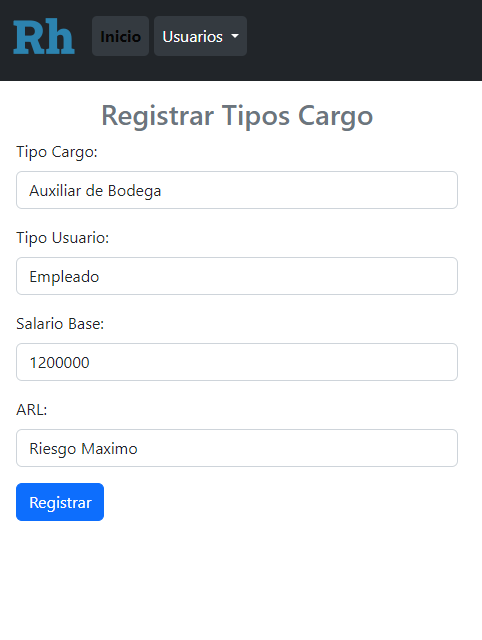 Rh Inicio Usuarios
Registrar Tipos Cargo
Tipo Cargo:
Auxiliar de Bodega
Tipo Usuario:
Empleado
Salario Base:
1200000
ARL:
Riesgo Maximo
Registrar